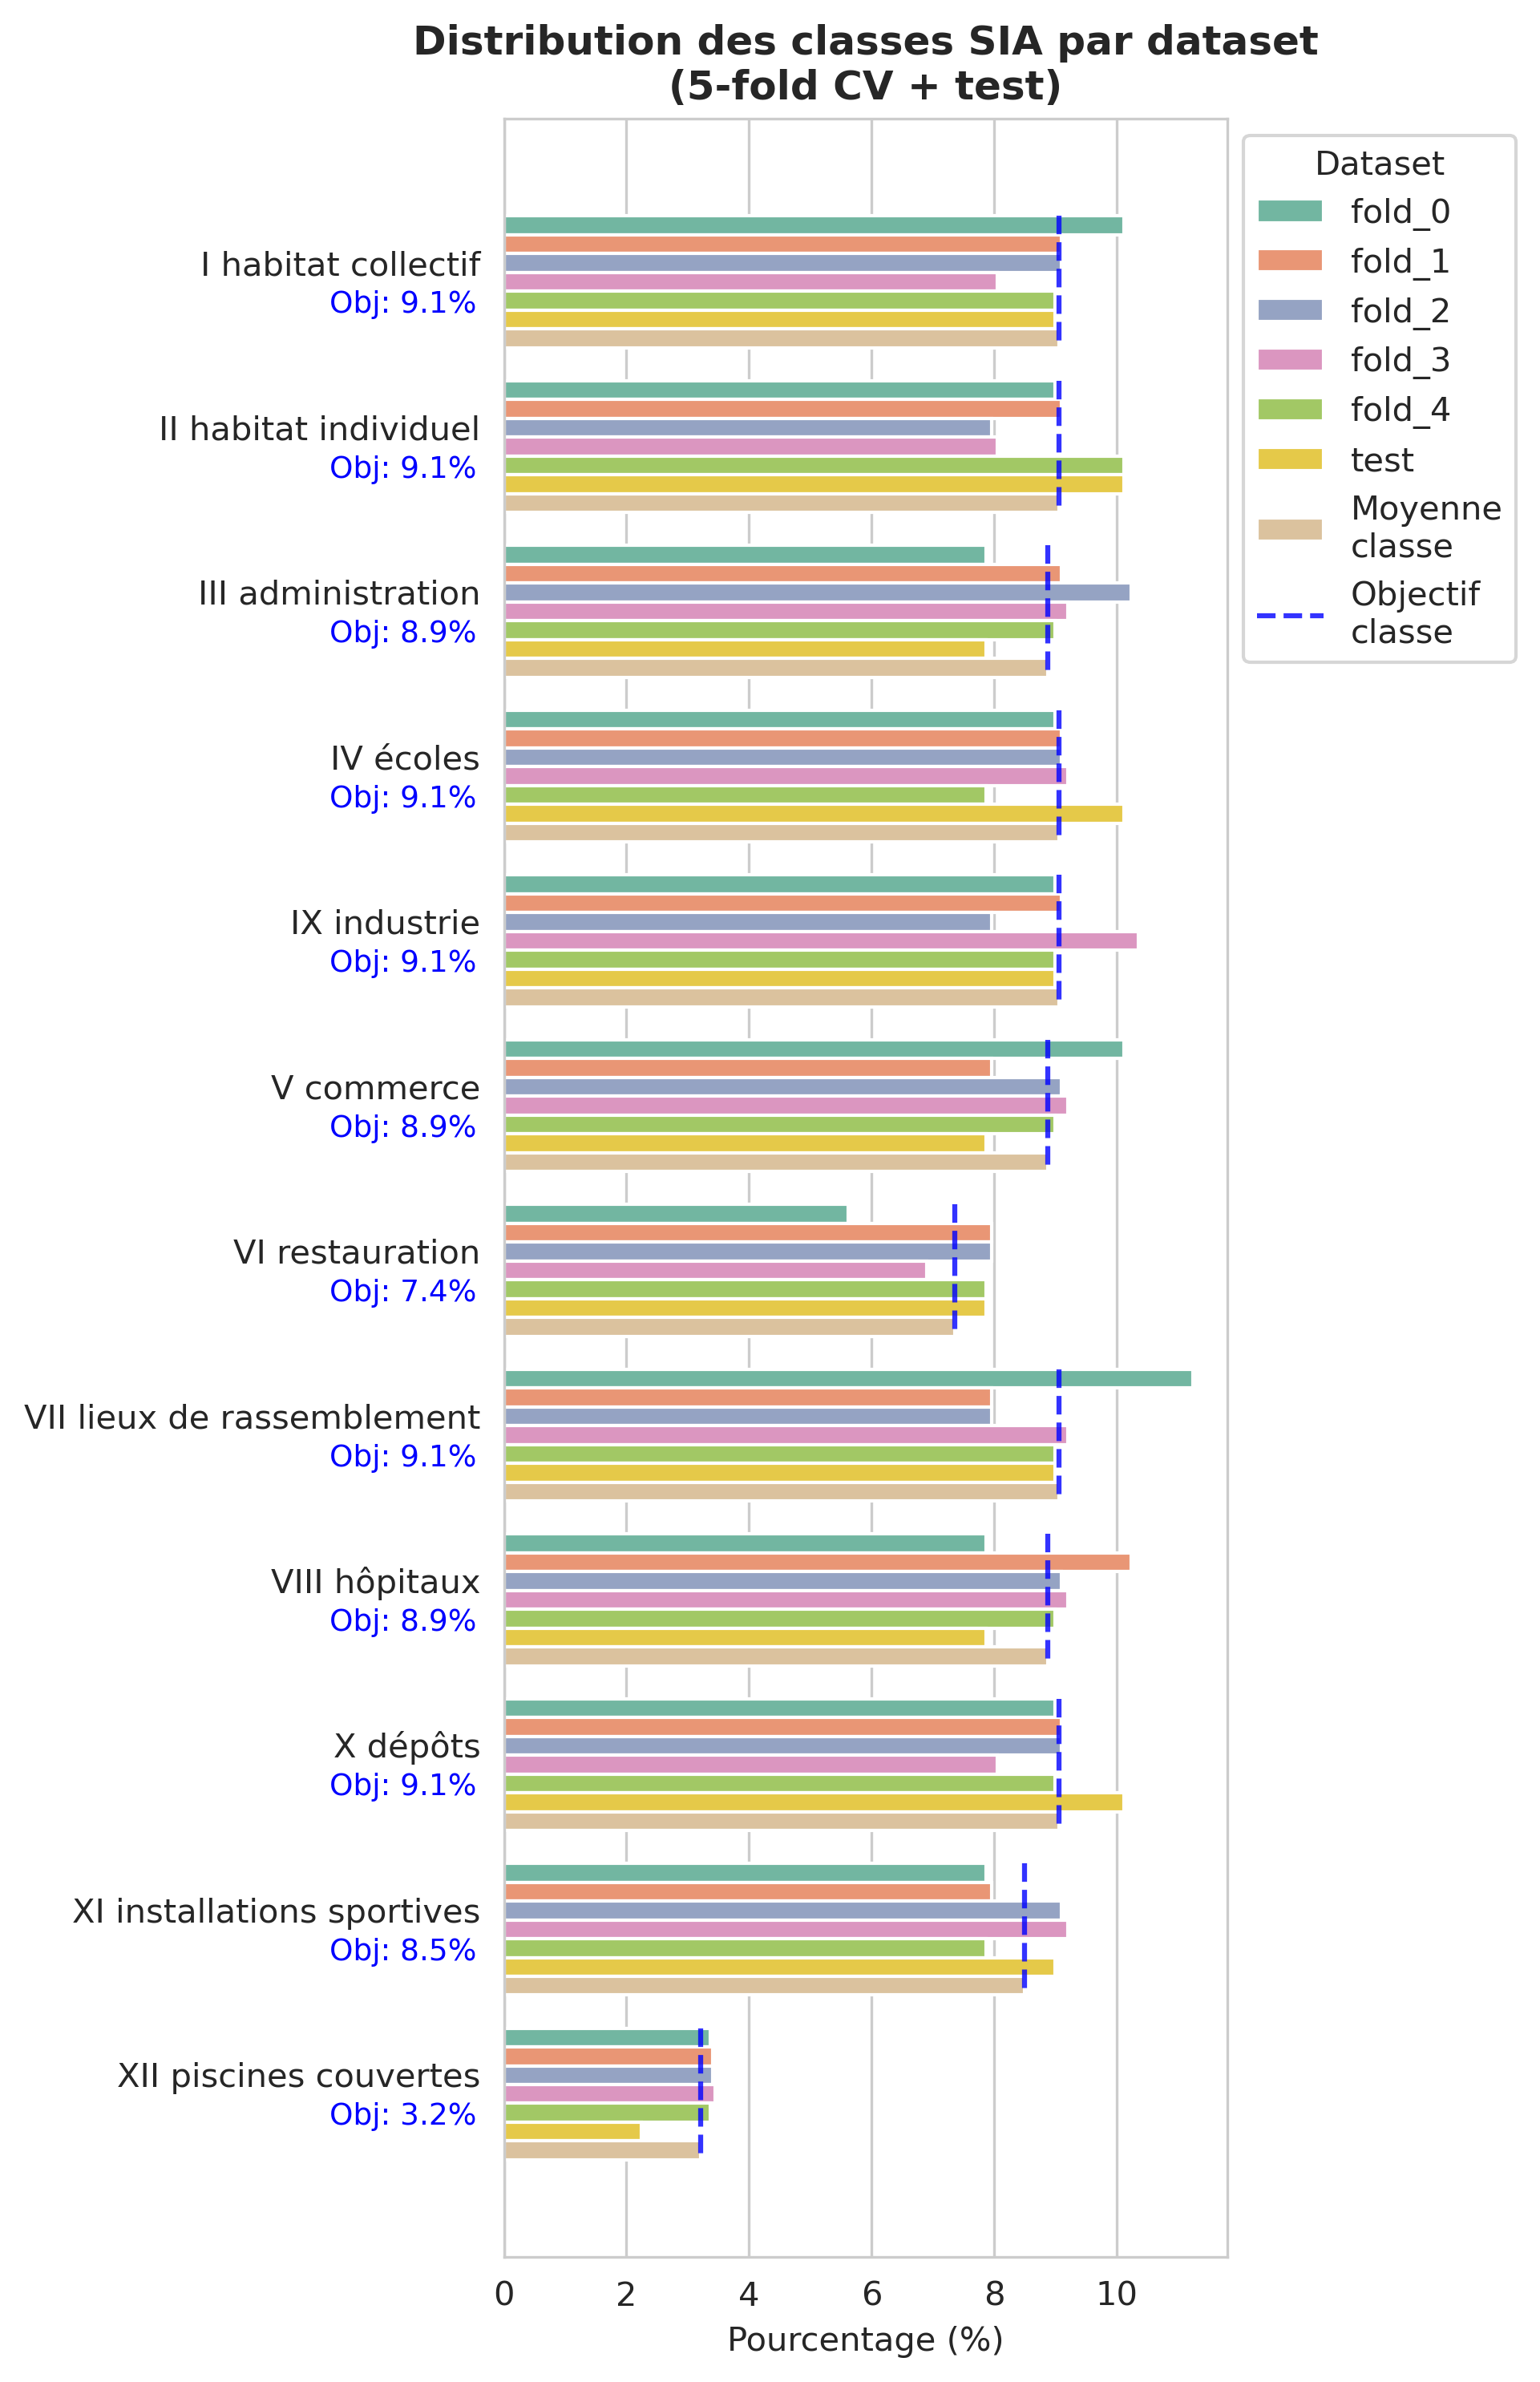 Distribution des classes SIA par dataset
(5-fold CV + test)
Dataset
fold_0
fold_1
fold_2
fold_3
fold_4
test
Moyenne
classe
Objectif
classe
I habitat collectif
Obj: 9.1%
II habitat individuel
Obj: 9.1%
III administration
Obj: 8.9%
IV écoles
Obj: 9.1%
IX industrie
Obj: 9.1%
V commerce
Obj: 8.9%
VI restauration
Obj: 7.4%
VII lieux de rassemblement
Obj: 9.1%
VIII hôpitaux
Obj: 8.9%
X dépôts
Obj: 9.1%
XI installations sportives
Obj: 8.5%
XII piscines couvertes
Obj: 3.2%
0 2 4 6 8 10
Pourcentage (%)